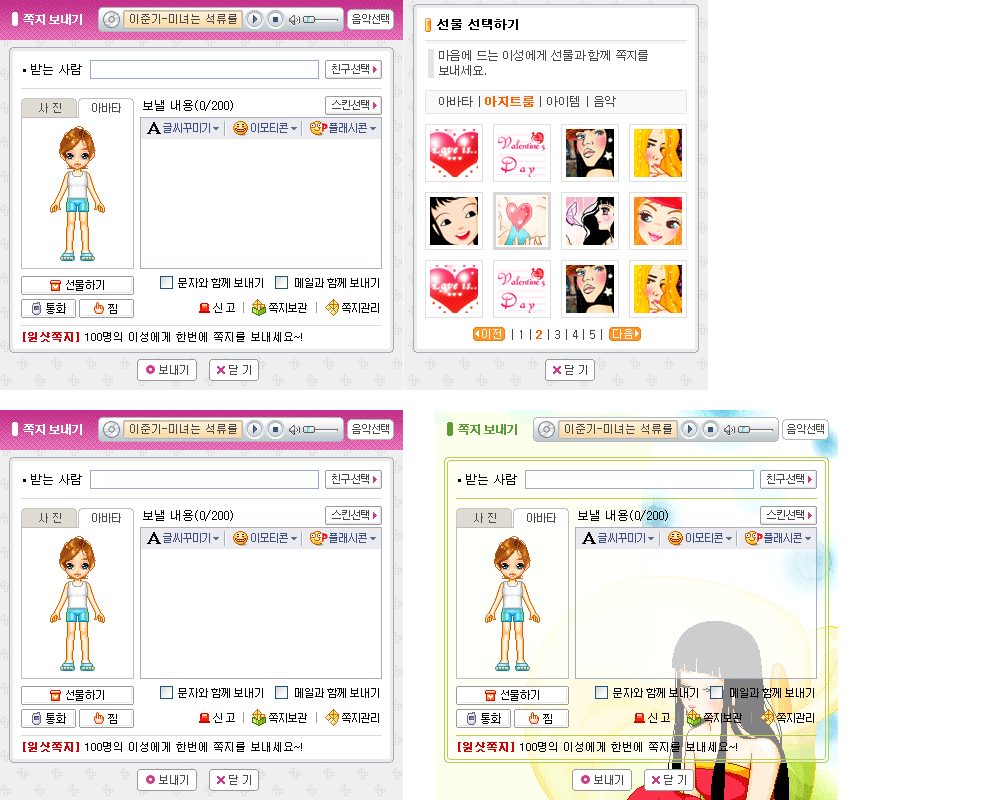 쪽지 보내기
이준기-미녀는 석류를
음악선택
받는 사람
친구선택
사 진
아바타
보낼 내용(0/200)
스킨선택
A 글씨꾸미기
이모티콘
플래시콘
선물하기
문자와 함께 보내기
메일과 함께 보내기
통화
찜
신 고
쪽지보관
쪽지관리
[원샷쪽지] 100명의 이성에게 한번에 쪽지를 보내세요~!
보내기
닫 기
선물 선택하기
마음에 드는 이성에게 선물과 함께 쪽지를
보내세요.
아바타 | 아지트룸 | 아이템 | 음악
Love is..
Valentine's
Day
Love is..
Valentine's
Day
이전 | 1 | 2 | 3 | 4 | 5 | 다음
닫 기
쪽지 보내기
이준기-미녀는 석류를
음악선택
받는 사람
친구선택
사 진
아바타
보낼 내용(0/200)
스킨선택
A 글씨꾸미기
이모티콘
플래시콘
선물하기
문자와 함께 보내기
메일과 함께 보내기
통화
찜
신 고
쪽지보관
쪽지관리
[원샷쪽지] 100명의 이성에게 한번에 쪽지를 보내세요~!
보내기
닫 기
쪽지 보내기
이준기-미녀는 석류를
음악선택
받는 사람
친구선택
사 진
아바타
보낼 내용(0/200)
스킨선택
A 글씨꾸미기
이모티콘
플래시콘
선물하기
문자와 함께 보내기
메일과 함께 보내기
통화
찜
신 고
쪽지보관
쪽지관리
[원샷쪽지] 100명의 이성에게 한번에 쪽지를 보내세요~!
보내기
닫 기